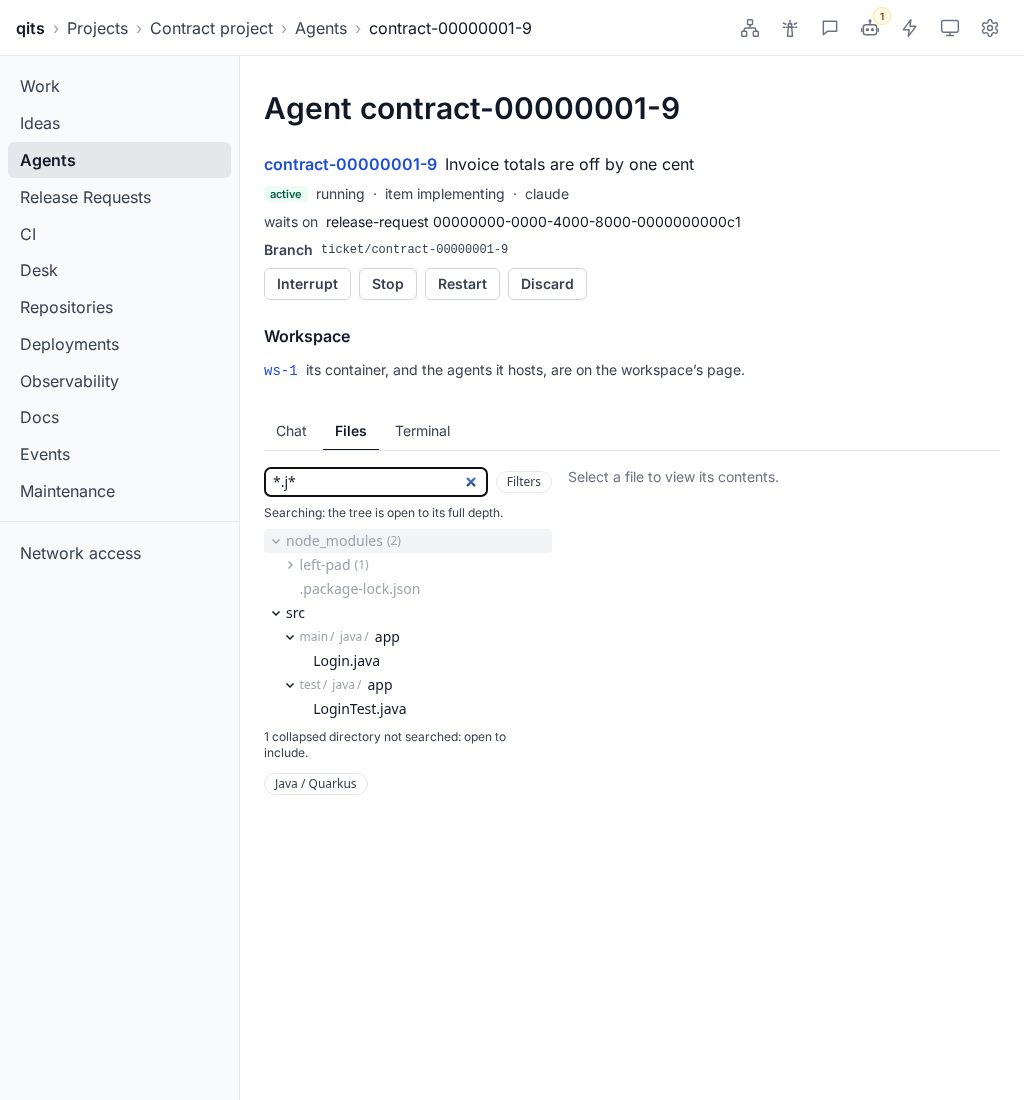 qits › Projects › Contract project › Agents › contract-00000001-9
1
Work
Ideas
Agents
Release Requests
CI
Desk
Repositories
Deployments
Observability
Docs
Events
Maintenance
Network access
Agent contract-00000001-9
contract-00000001-9 Invoice totals are off by one cent
active running · item implementing · claude
waits on release-request 00000000-0000-4000-8000-0000000000c1
Branch ticket/contract-00000001-9
Interrupt Stop Restart Discard
Workspace
ws-1 its container, and the agents it hosts, are on the workspace’s page.
Chat Files Terminal
*.j* Filters
Searching: the tree is open to its full depth.
node_modules (2)
left-pad (1)
.package-lock.json
src
main/ java/ app
Login.java
test/ java/ app
LoginTest.java
1 collapsed directory not searched: open to
include.
Java / Quarkus
Select a file to view its contents.